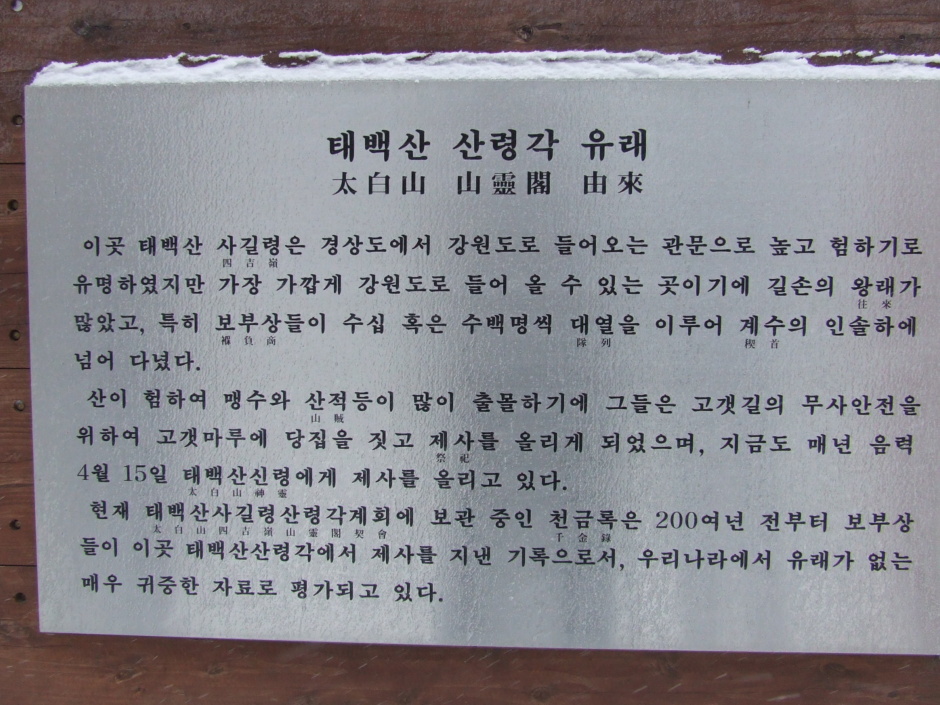 태백산 산령각 유래
太白山 山靈閣 由來
이곳 태백산 사길령은 경상도에서 강원도로 들어오는 관문으로 높고 험하기로
四吉嶺
유명하였지만 가장 가깝게 강원도로 들어 올 수 있는 곳이기에 길손의 왕래가
往來
많았고, 특히 보부상들이 수십 혹은 수백명씩 대열을 이루어 계수의 인솔하에
褓負商 隊列 稧首
넘어 다녔다.
산이 험하여 맹수와 산적등이 많이 출몰하기에 그들은 고갯길의 무사안전을
山賊
위하여 고갯마루에 당집을 짓고 제사를 올리게 되었으며, 지금도 매년 음력
祭祀
4월 15일 태백산신령에게 제사를 올리고 있다.
太白山神靈
현재 태백산사길령산령각계회에 보관 중인 천금록은 200여년 전부터 보부상
太白山四吉嶺山靈閣契會 千金錄
들이 이곳 태백산산령각에서 제사를 지낸 기록으로서, 우리나라에서 유래가 없는
매우 귀중한 자료로 평가되고 있다.